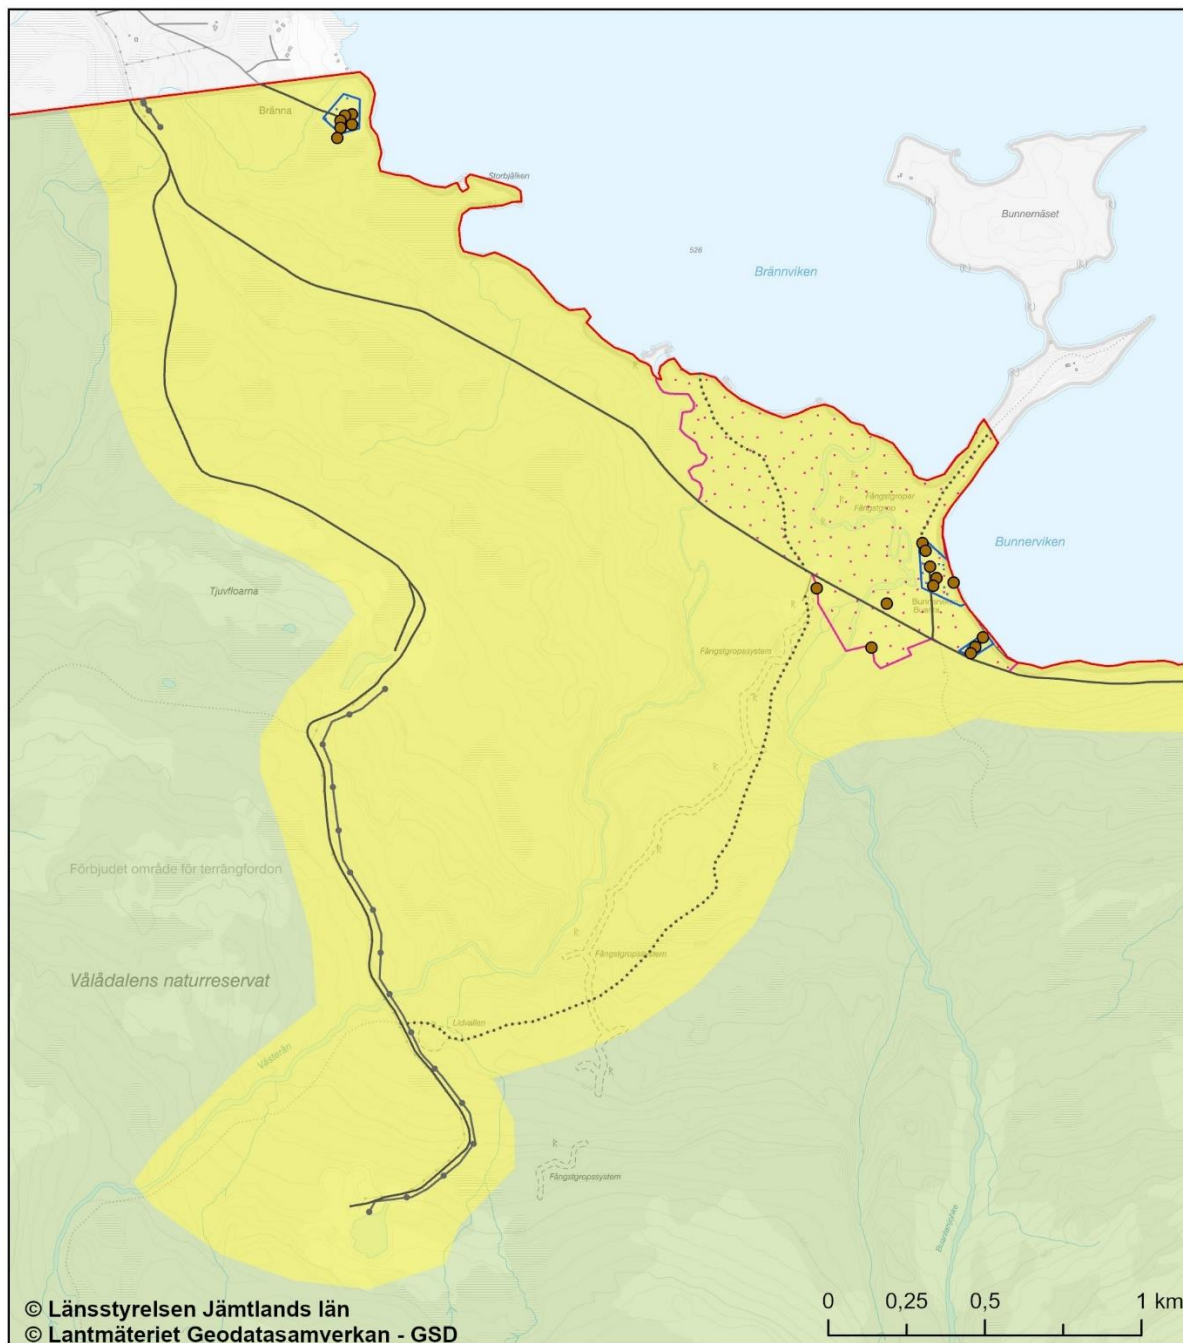 Bränna
Storbjälken
Bunnernäset
526
Brännviken
Fångstgropar
Fångstgrop
Bunnerviken
Tjuvfloarna
Fångstgropssystem
Förbjudet område för terrängfordon
Fångstgropssystem
Vålådalens naturreservat
Lidvallen
Västerån
Fångstgropssystem
0
0,25
0,5
1 km
© Länsstyrelsen Jämtlands län
© Lantmäteriet Geodatasamverkan - GSD